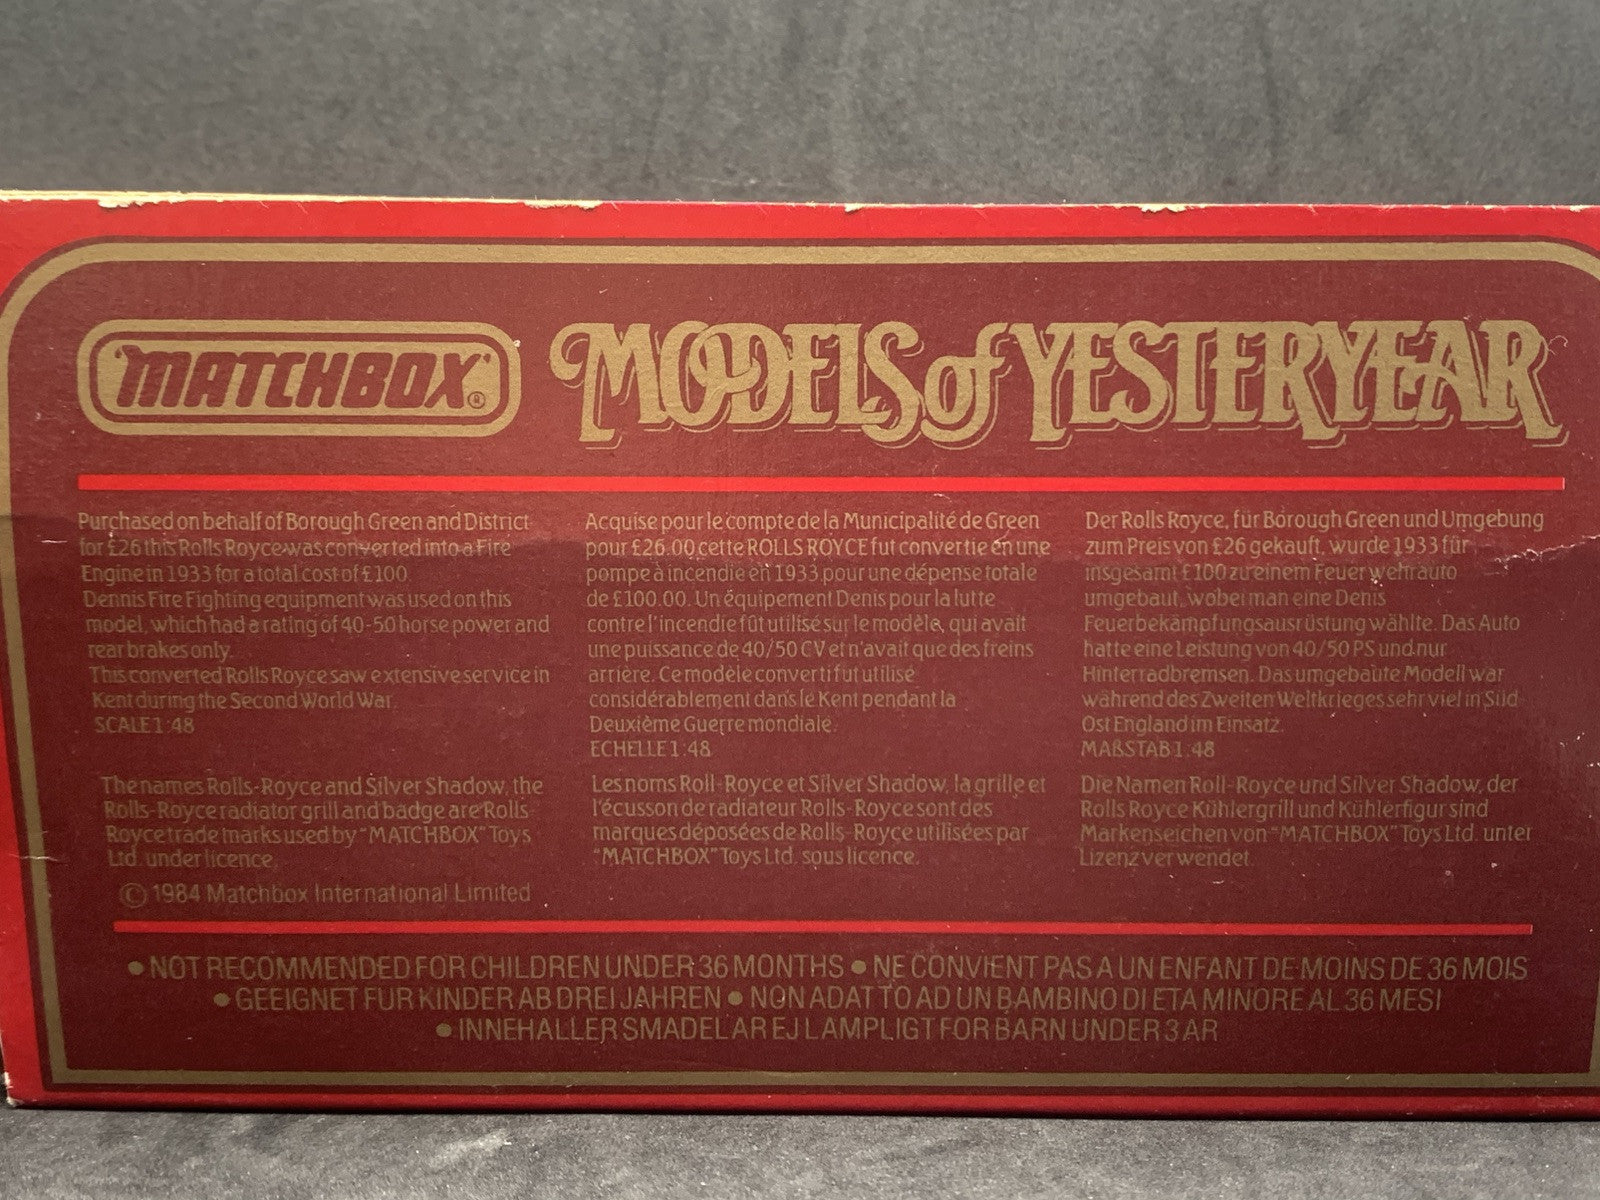 "MATCHBOX"®
MODELS of YESTERYEAR
Purchased on behalf of Borough Green and District
for £26 this Rolls Royce was converted into a Fire
Engine in 1933 for a total cost of £100.
Dennis Fire Fighting equipment was used on this
model, which had a rating of 40-50 horse power and
rear brakes only.
This converted Rolls Royce saw extensive service in
Kent during the Second World War.
SCALE 1:48
The names Rolls-Royce and Silver Shadow, the
Rolls-Royce radiator grill and badge are Rolls-
Royce trade marks used by "MATCHBOX" Toys
Ltd. under licence.
© 1984 Matchbox International Limited
Acquise pour le compte de la Municipalité de Green
pour £26.00 cette ROLLS ROYCE fut convertie en une
pompe à incendie en 1933 pour une dépense totale
de £100.00. Un équipement Denis pour la lutte
contre l'incendie fût utilisé sur le modèle, qui avait
une puissance de 40/50 CV et n'avait que des freins
arrière. Ce modèle converti fut utilisé
considérablement dans le Kent pendant la
Deuxième Guerre mondiale.
ECHELLE 1:48
Les noms Roll-Royce et Silver Shadow, la grille et
l'écusson de radiateur Rolls-Royce sont des
marques déposées de Rolls-Royce utilisées par
"MATCHBOX" Toys Ltd. sous licence.
Der Rolls Royce, für Borough Green und Umgebung
zum Preis von £26 gekauft, wurde 1933 für
insgesamt £100 zu einem Feuerwehrauto
umgebaut, wobei man eine Denis
Feuerbekämpfungsausrüstung wählte. Das Auto
hatte eine Leistung von 40/50 PS und nur
Hinterradbremsen. Das umgebaute Modell war
während des Zweiten Weltkrieges sehr viel in Süd-
Ost England im Einsatz.
MAßSTAB 1:48
Die Namen Roll-Royce und Silver Shadow, der
Rolls Royce Kühlergrill und Kühlerfigur sind
Markenseichen von "MATCHBOX" Toys Ltd. unter
Lizenz verwendet.
• NOT RECOMMENDED FOR CHILDREN UNDER 36 MONTHS • NE CONVIENT PAS A UN ENFANT DE MOINS DE 36 MOIS
• GEEIGNET FUR KINDER AB DREI JAHREN • NON ADATTO AD UN BAMBINO DI ETA MINORE AL 36 MESI
• INNEHALLER SMADELAR EJ LAMPLIGT FOR BARN UNDER 3 AR